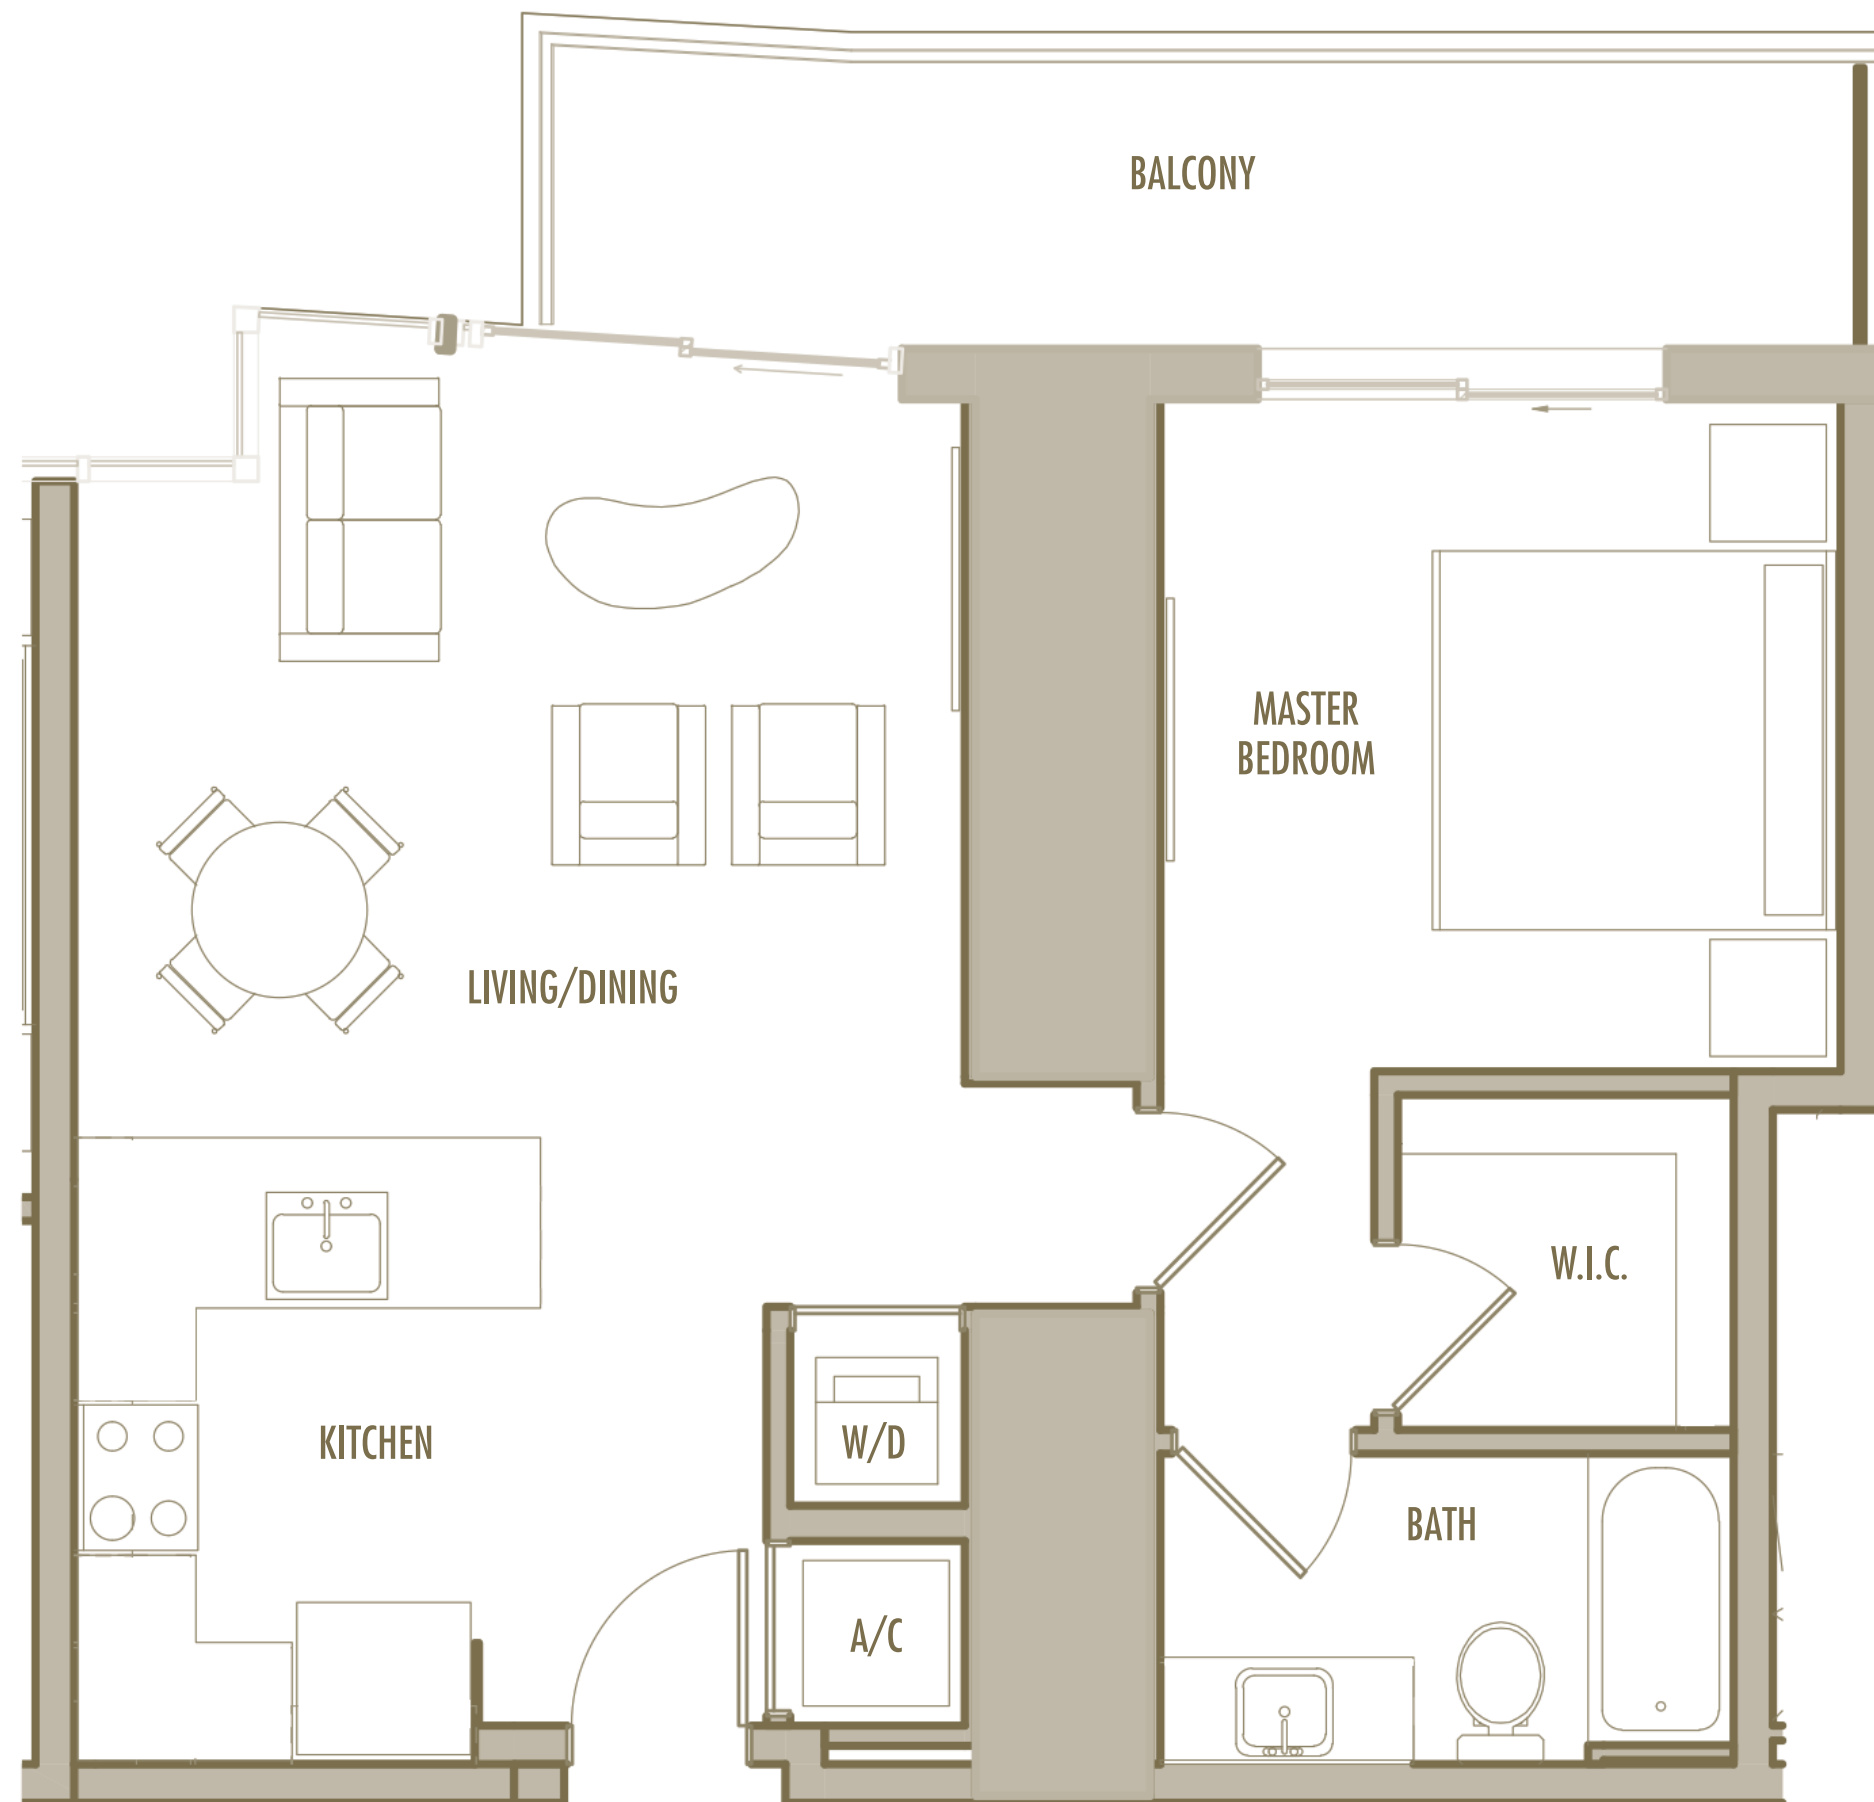 BALCONY
MASTER
BEDROOM
LIVING/DINING
W.I.C.
KITCHEN
W/D
BATH
A/C